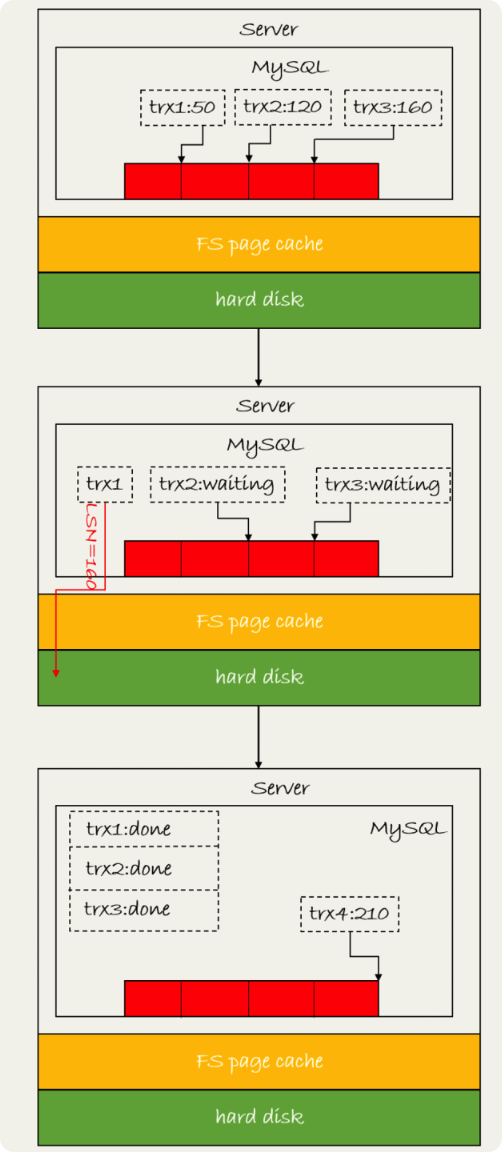 Server
MySQL
trx1:50
trx2:120
trx3:160
FS page cache
hard disk
Server
MySQL
trx1
trx2:waiting
trx3:waiting
LSN=160
FS page cache
hard disk
Server
MySQL
trx1:done
trx2:done
trx3:done
trx4:210
FS page cache
hard disk